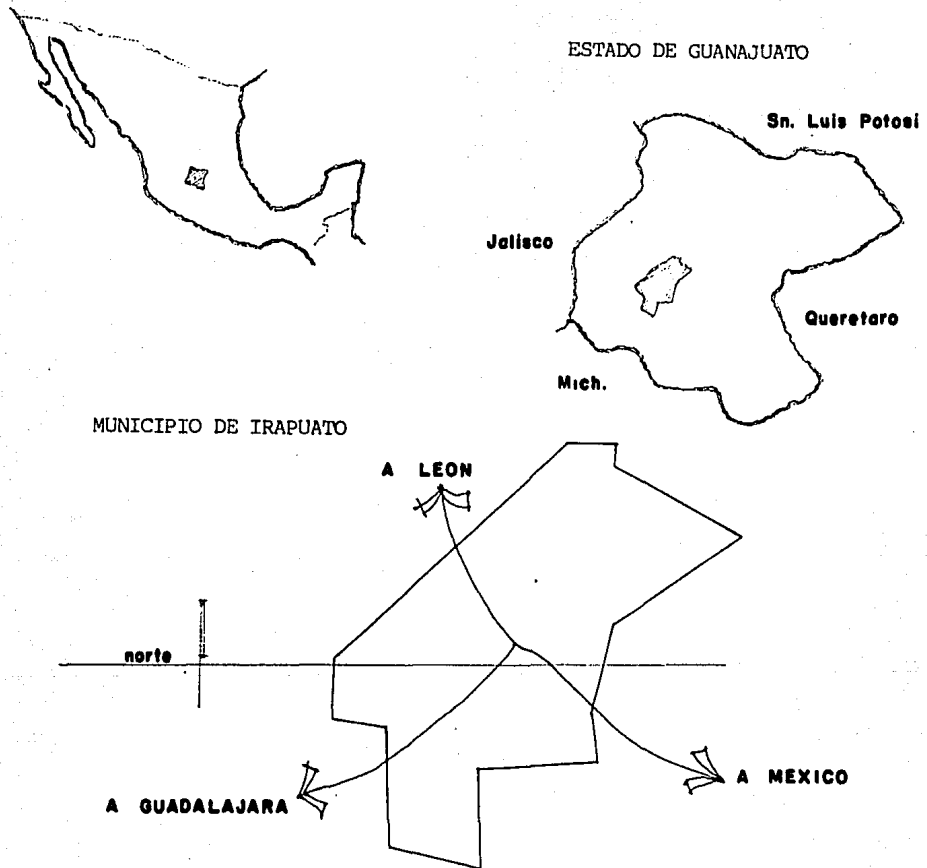 ESTADO DE GUANAJUATO
Sn. Luis Potosi
Jalisco
Queretaro
Mich.
MUNICIPIO DE IRAPUATO
A LEON
norte
A MEXICO
A GUADALAJARA